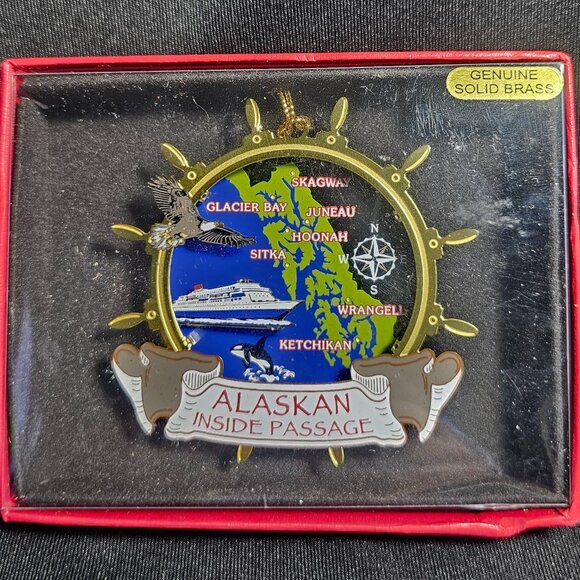 GENUINE
SOLID BRASS
SKAGWAY
GLACIER BAY
JUNEAU
HOONAH
SITKA
N
W
S
WRANGELL
KETCHIKAN
ALASKAN
INSIDE PASSAGE